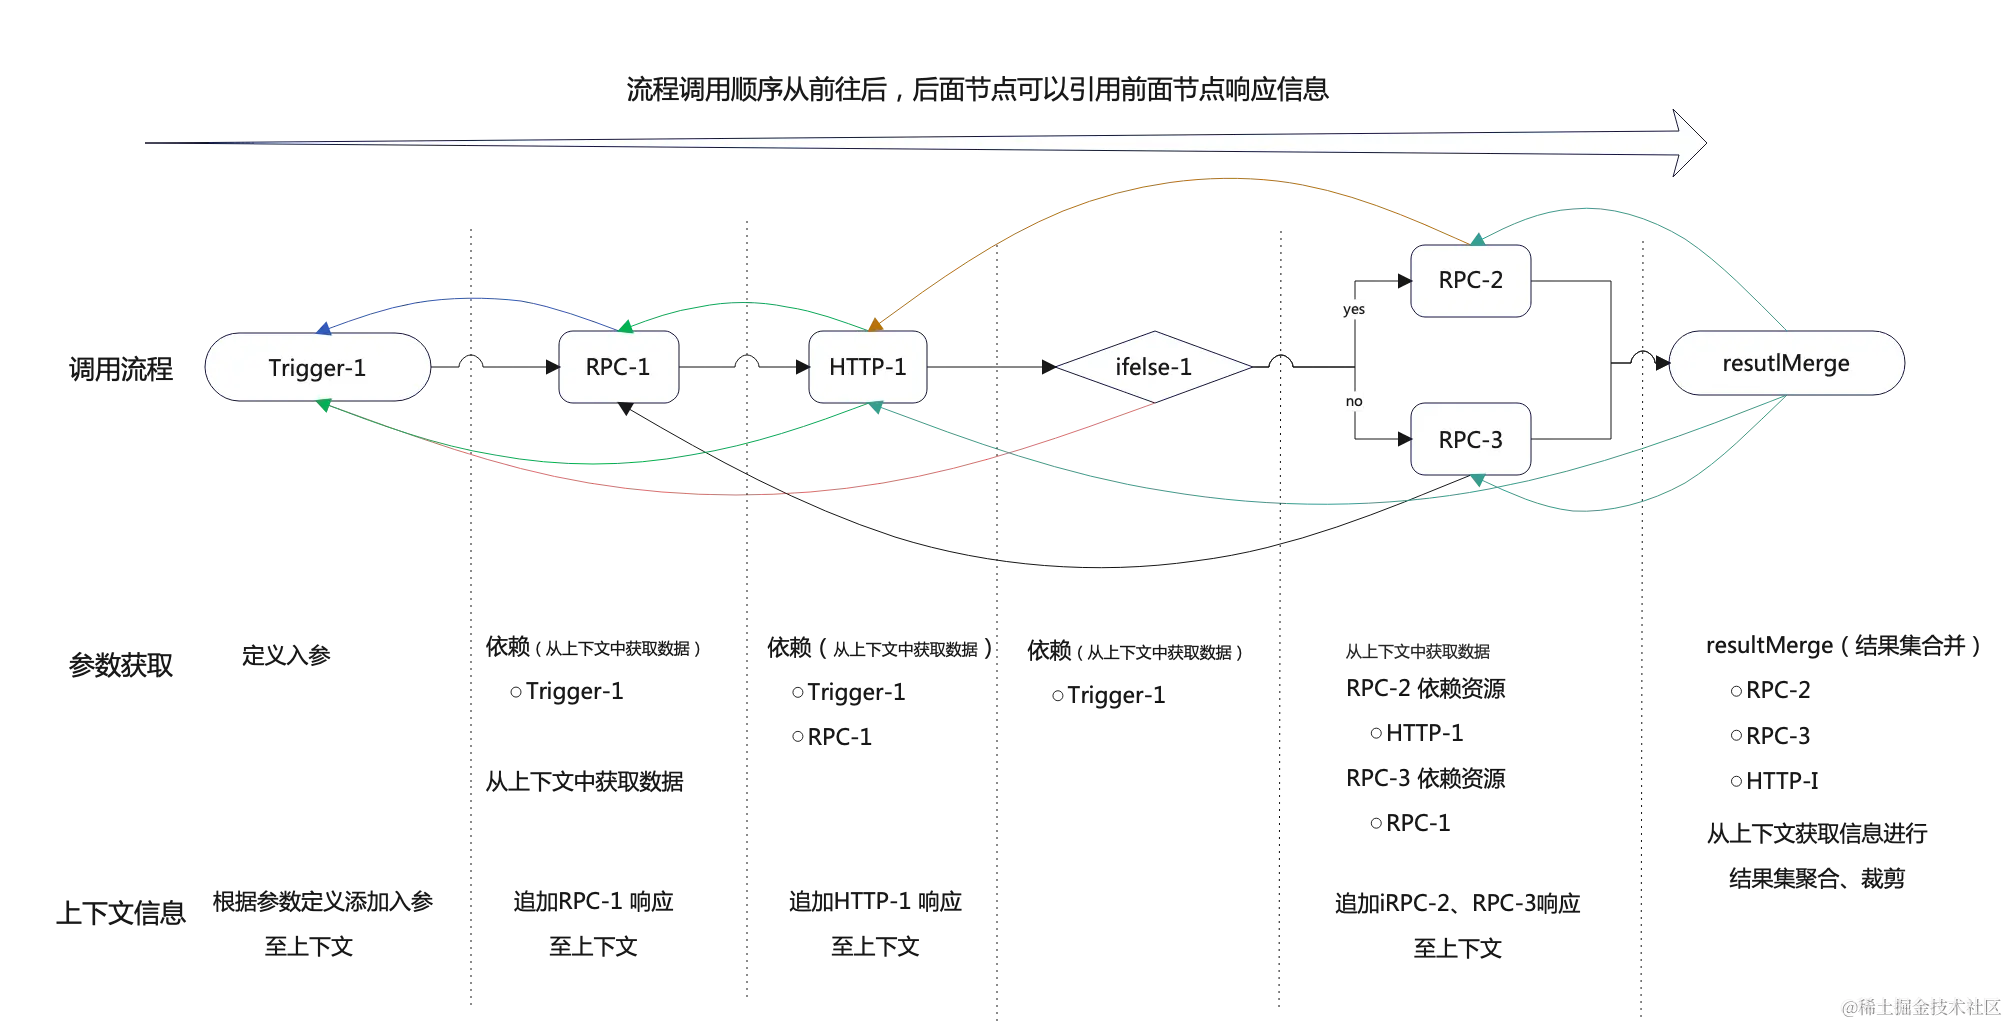 流程调用顺序从前往后，后面节点可以引用前面节点响应信息
调用流程
Trigger-1
RPC-1
HTTP-1
ifelse-1
yes
no
RPC-2
RPC-3
resutlMerge
参数获取
定义入参
依赖（从上下文中获取数据）
Trigger-1
从上下文中获取数据
依赖（从上下文中获取数据）
Trigger-1
RPC-1
依赖（从上下文中获取数据）
Trigger-1
从上下文中获取数据
RPC-2 依赖资源
HTTP-1
RPC-3 依赖资源
RPC-1
resultMerge（结果集合并）
RPC-2
RPC-3
HTTP-I
从上下文获取信息进行
结果集聚合、裁剪
上下文信息
根据参数定义添加入参
至上下文
追加RPC-1 响应
至上下文
追加HTTP-1 响应
至上下文
追加iRPC-2、RPC-3响应
至上下文
@稀土掘金技术社区